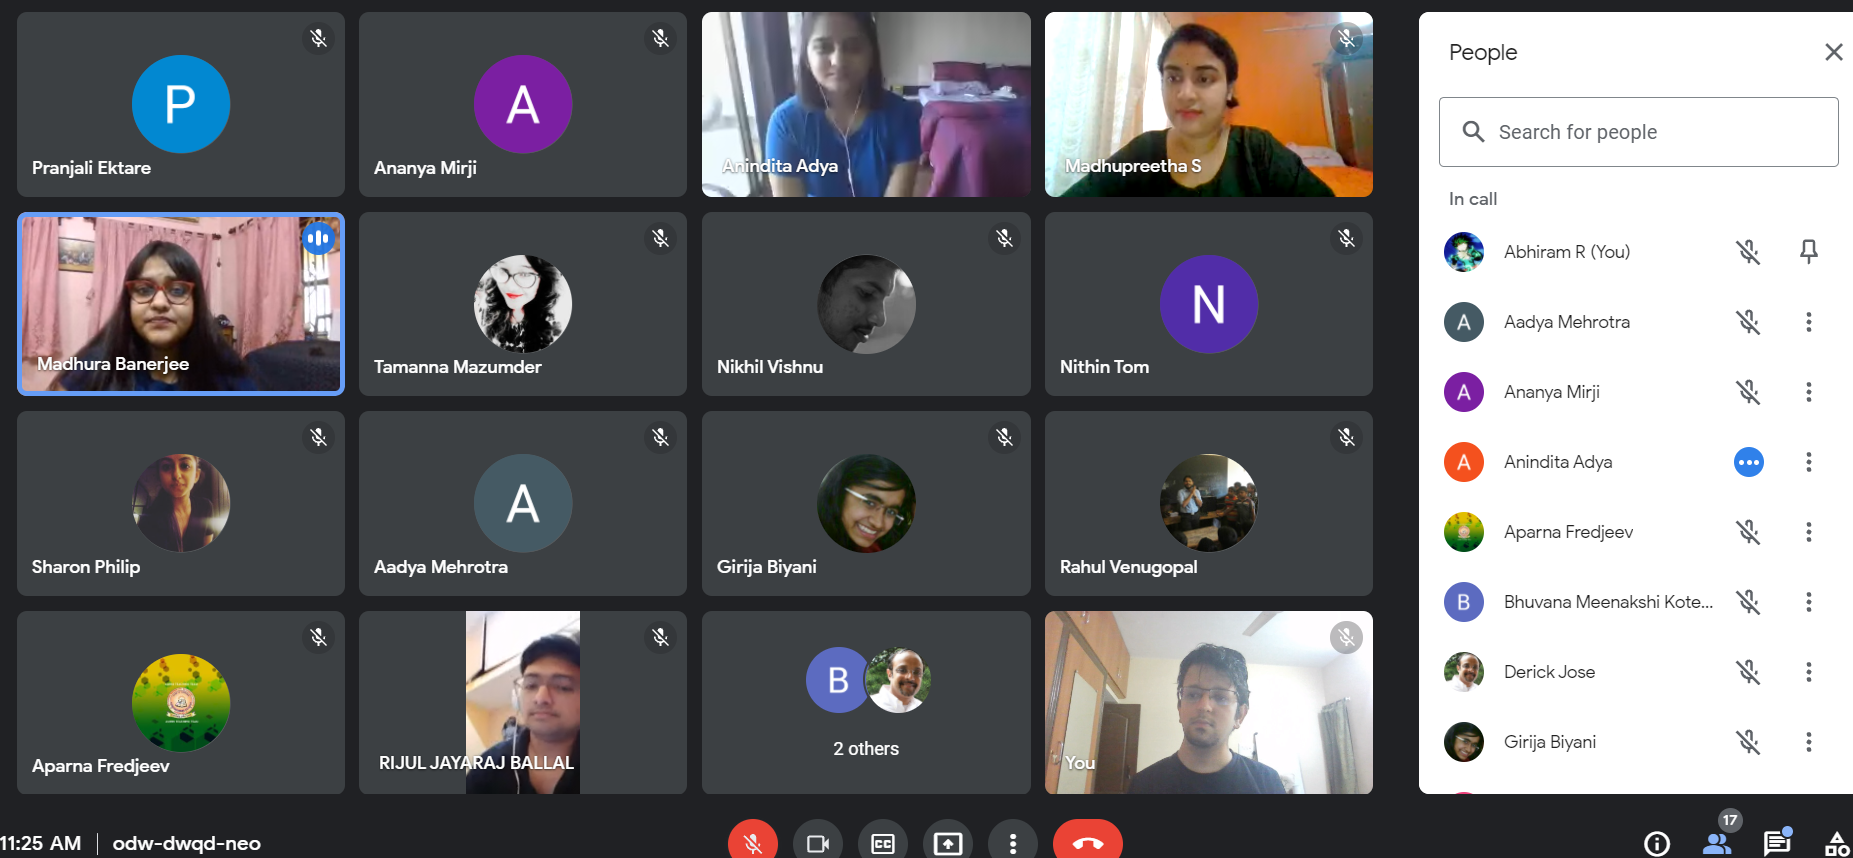 P
Pranjali Ektare
A
Ananya Mirji
Anindita Adya
Madhupreetha S
Madhura Banerjee
Tamanna Mazumder
Nikhil Vishnu
N
Nithin Tom
Sharon Philip
A
Aadya Mehrotra
Girija Biyani
Rahul Venugopal
Aparna Fredjeev
RIJUL JAYARAJ BALLAL
B
2 others
You
People
Search for people
In call
Abhiram R (You)
A
Aadya Mehrotra
A
Ananya Mirji
A
Anindita Adya
Aparna Fredjeev
B
Bhuvana Meenakshi Kote...
Derick Jose
Girija Biyani
11:25 AM | odw-dwqd-neo
CC
17